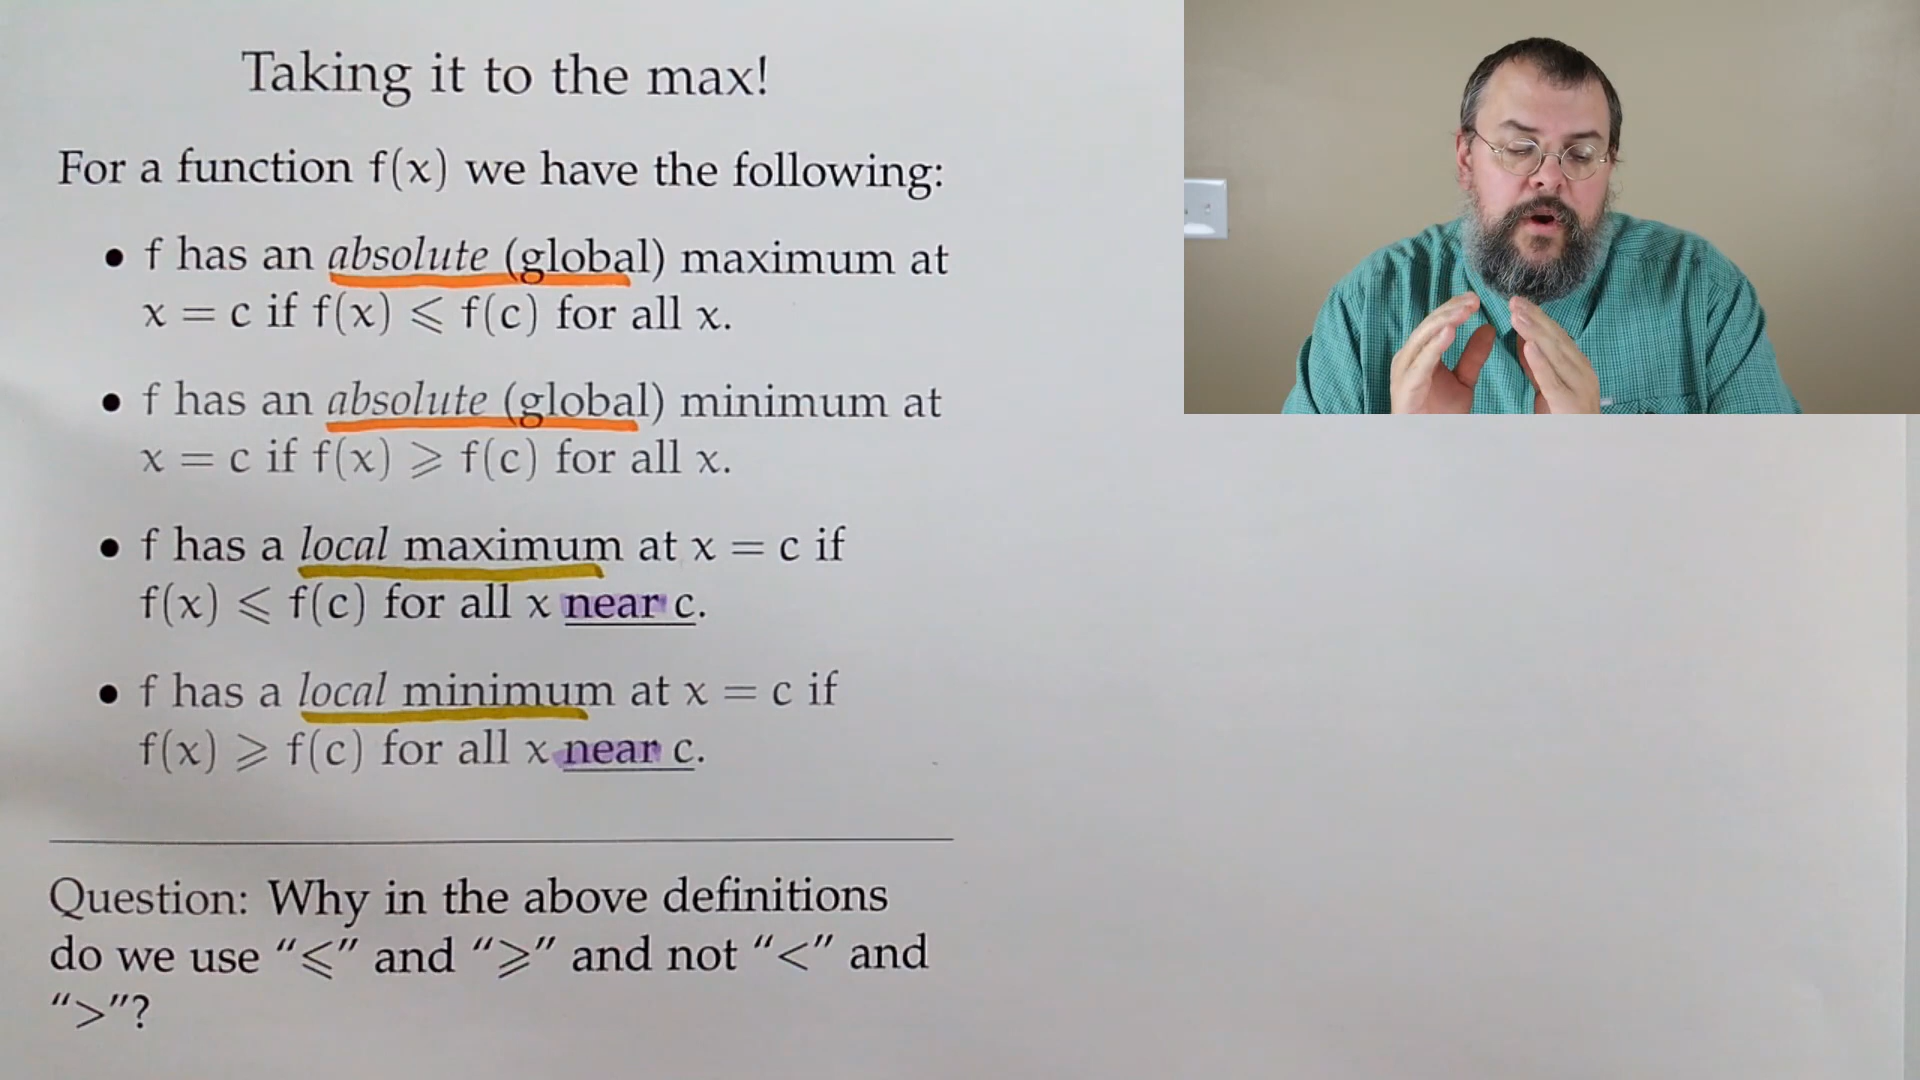 Taking it to the max!
For a function f(x) we have the following:
• f has an absolute (global) maximum at
x = c if f(x) ⩽ f(c) for all x.
• f has an absolute (global) minimum at
x = c if f(x) ⩾ f(c) for all x.
• f has a local maximum at x = c if
f(x) ⩽ f(c) for all x near c.
• f has a local minimum at x = c if
f(x) ⩾ f(c) for all x near c.
Question: Why in the above definitions
do we use “⩽” and “⩾” and not “<” and
“>”?